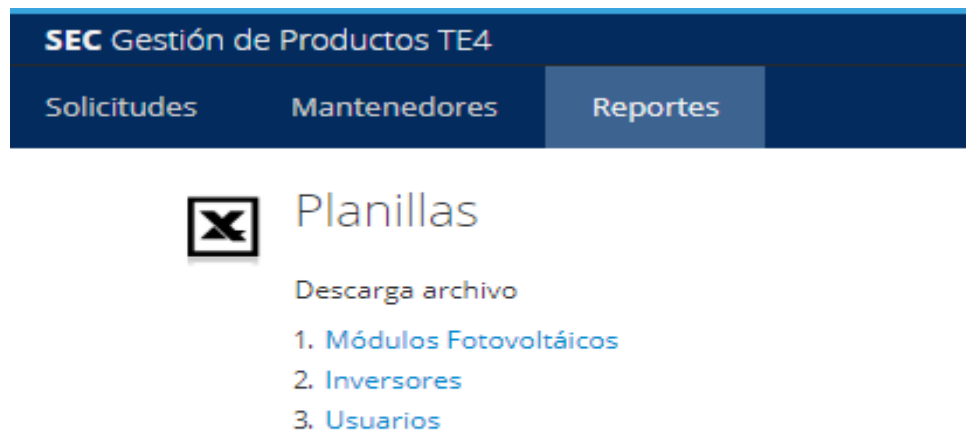 SEC Gestión de Productos TE4
Solicitudes Mantenedores Reportes
Planillas
Descarga archivo
1. Módulos Fotovoltáicos
2. Inversores
3. Usuarios